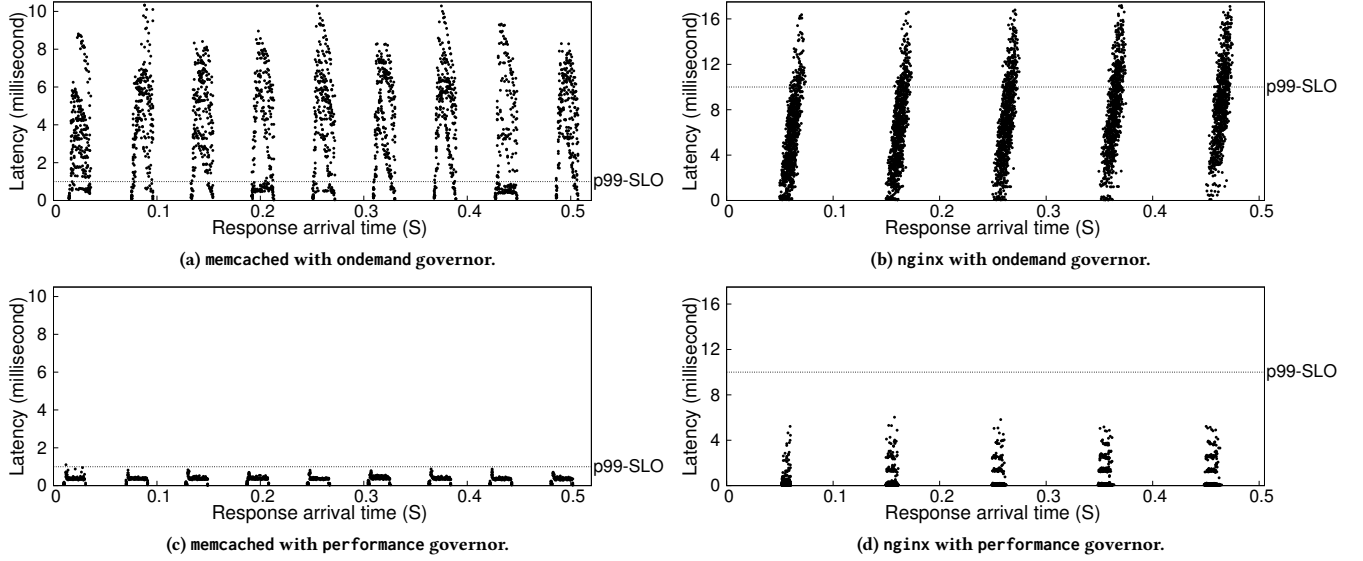 10
8
6
4
2
0
Latency (millisecond)
p99-SLO
0 0.1 0.2 0.3 0.4 0.5
Response arrival time (S)
(a) memcached with ondemand governor.
16
12
8
4
0
Latency (millisecond)
p99-SLO
0 0.1 0.2 0.3 0.4 0.5
Response arrival time (S)
(b) nginx with ondemand governor.
10
8
6
4
2
0
Latency (millisecond)
p99-SLO
0 0.1 0.2 0.3 0.4 0.5
Response arrival time (S)
(c) memcached with performance governor.
16
12
8
4
0
Latency (millisecond)
p99-SLO
0 0.1 0.2 0.3 0.4 0.5
Response arrival time (S)
(d) nginx with performance governor.